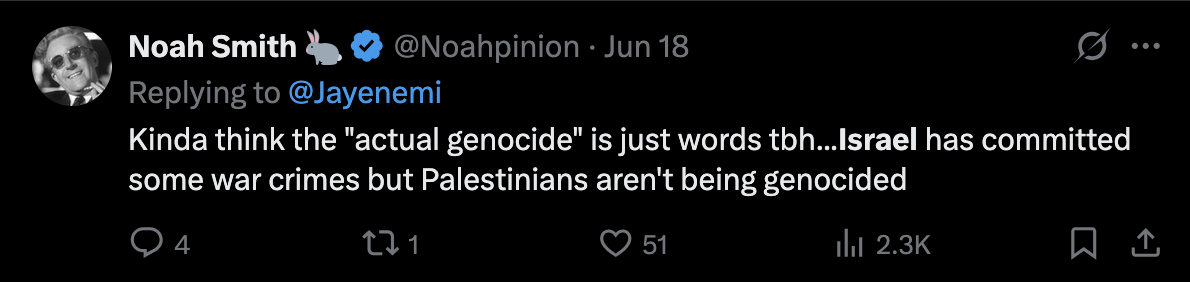 Noah Smith 🐇 @Noahpinion · Jun 18
Replying to @Jayenemi
Kinda think the "actual genocide" is just words tbh...Israel has committed
some war crimes but Palestinians aren't being genocided
4 1 51 2.3K